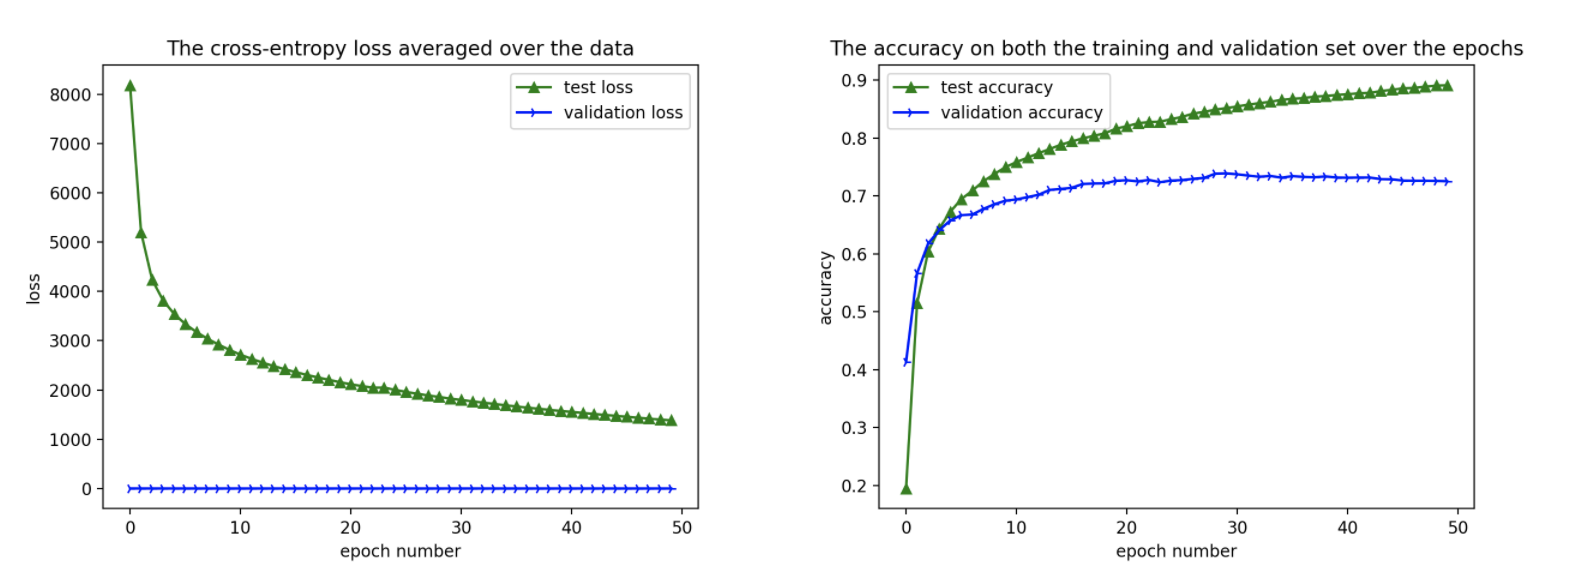 The cross-entropy loss averaged over the data
test loss
validation loss
8000
7000
6000
5000
4000
3000
2000
1000
0
loss
0
10
20
30
40
50
epoch number
The accuracy on both the training and validation set over the epochs
test accuracy
validation accuracy
0.9
0.8
0.7
0.6
0.5
0.4
0.3
0.2
accuracy
0
10
20
30
40
50
epoch number